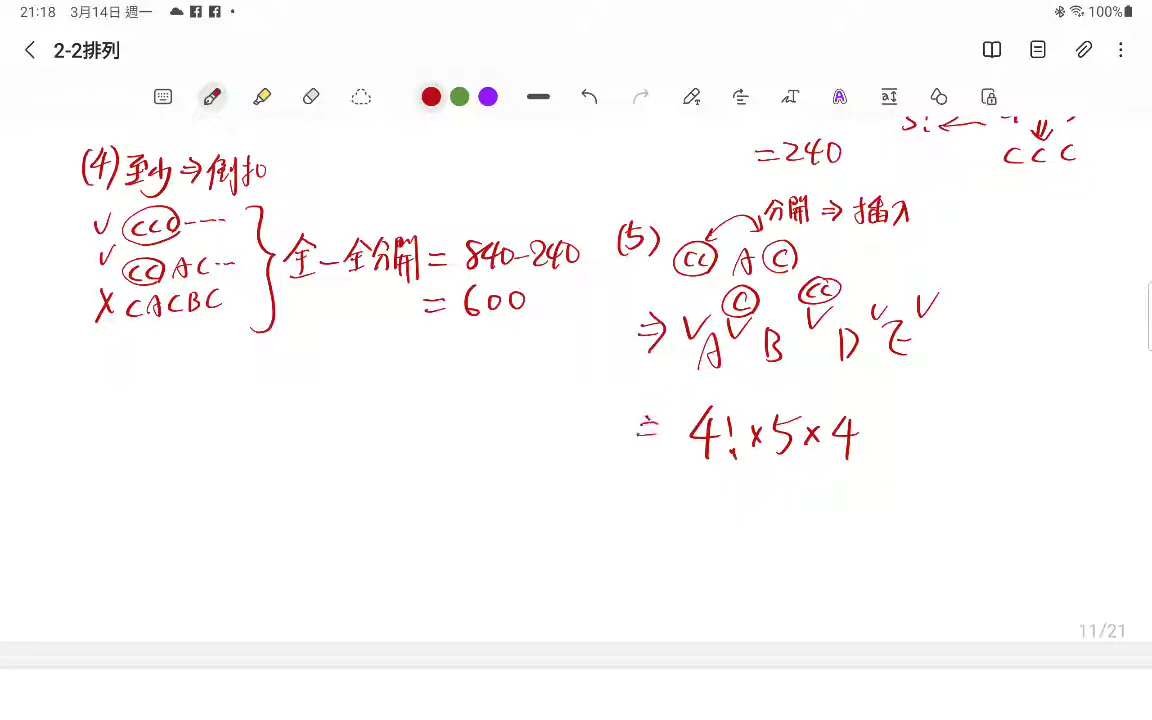 21:18 3月14日 週一 100%
2-2排列
(4) 至少⇒倒扣
✓ CCC ----
✓ CC AC--
X CACBC
全-全分開 = 840-240
= 600
=240
C C C
(5) CC A C 分開⇒插入
C CC
⇒ ✓ A ✓ B ✓ D ✓ E ✓
= 4! × 5 × 4
11/21